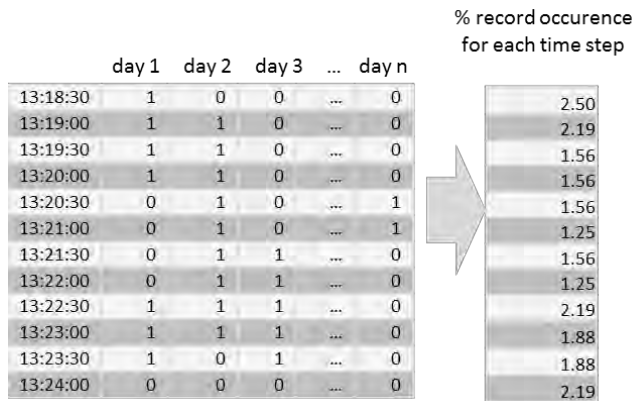 % record occurence
for each time step
day 1 day 2 day 3 ... day n
13:18:30 1 0 0 ... 0 2.50
13:19:00 1 1 0 ... 0 2.19
13:19:30 1 1 0 ... 0 1.56
13:20:00 1 1 0 ... 0 1.56
13:20:30 0 1 0 ... 1 1.56
13:21:00 0 1 0 ... 1 1.25
13:21:30 0 1 1 ... 0 1.56
13:22:00 0 1 1 ... 0 1.25
13:22:30 1 1 1 ... 0 2.19
13:23:00 1 1 1 ... 0 1.88
13:23:30 1 0 1 ... 0 1.88
13:24:00 0 0 0 ... 0 2.19